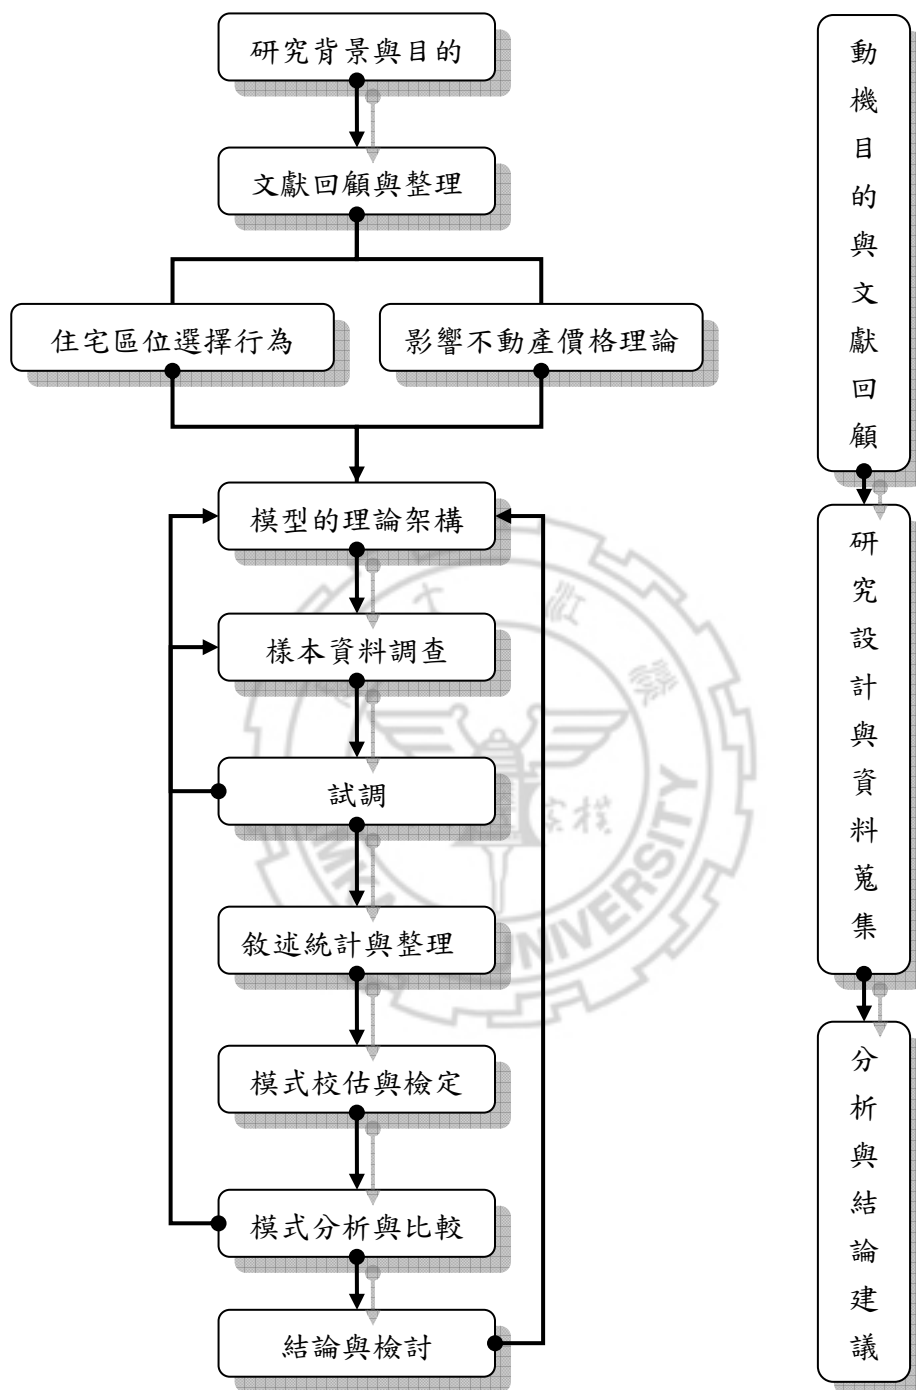 研究背景與目的
文獻回顧與整理
住宅區位選擇行為
影響不動產價格理論
模型的理論架構
樣本資料調查
試調
敘述統計與整理
模式校估與檢定
模式分析與比較
結論與檢討
動機目的與文獻回顧
研究設計與資料蒐集
分析與結論建議
UNIVERSITY